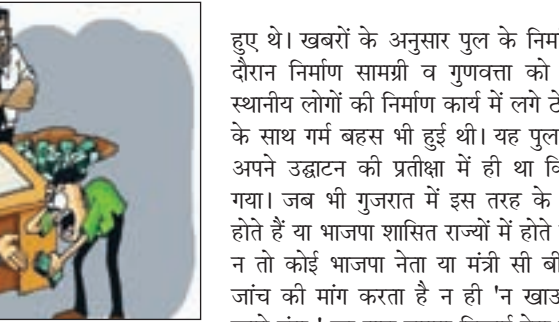 हुए थे। खबरों के अनुसार पुल के निर्मा
दौरान निर्माण सामग्री व गुणवत्ता को
स्थानीय लोगों की निर्माण कार्य में लगे ठे
के साथ गर्म बहस भी हुई थी। यह पुल
अपने उद्घाटन की प्रतीक्षा में ही था वि
गया। जब भी गुजरात में इस तरह के
होते हैं या भाजपा शासित राज्यों में होते
न तो कोई भाजपा नेता या मंत्री सी बी
जांच की मांग करता है न ही 'न खाऊ